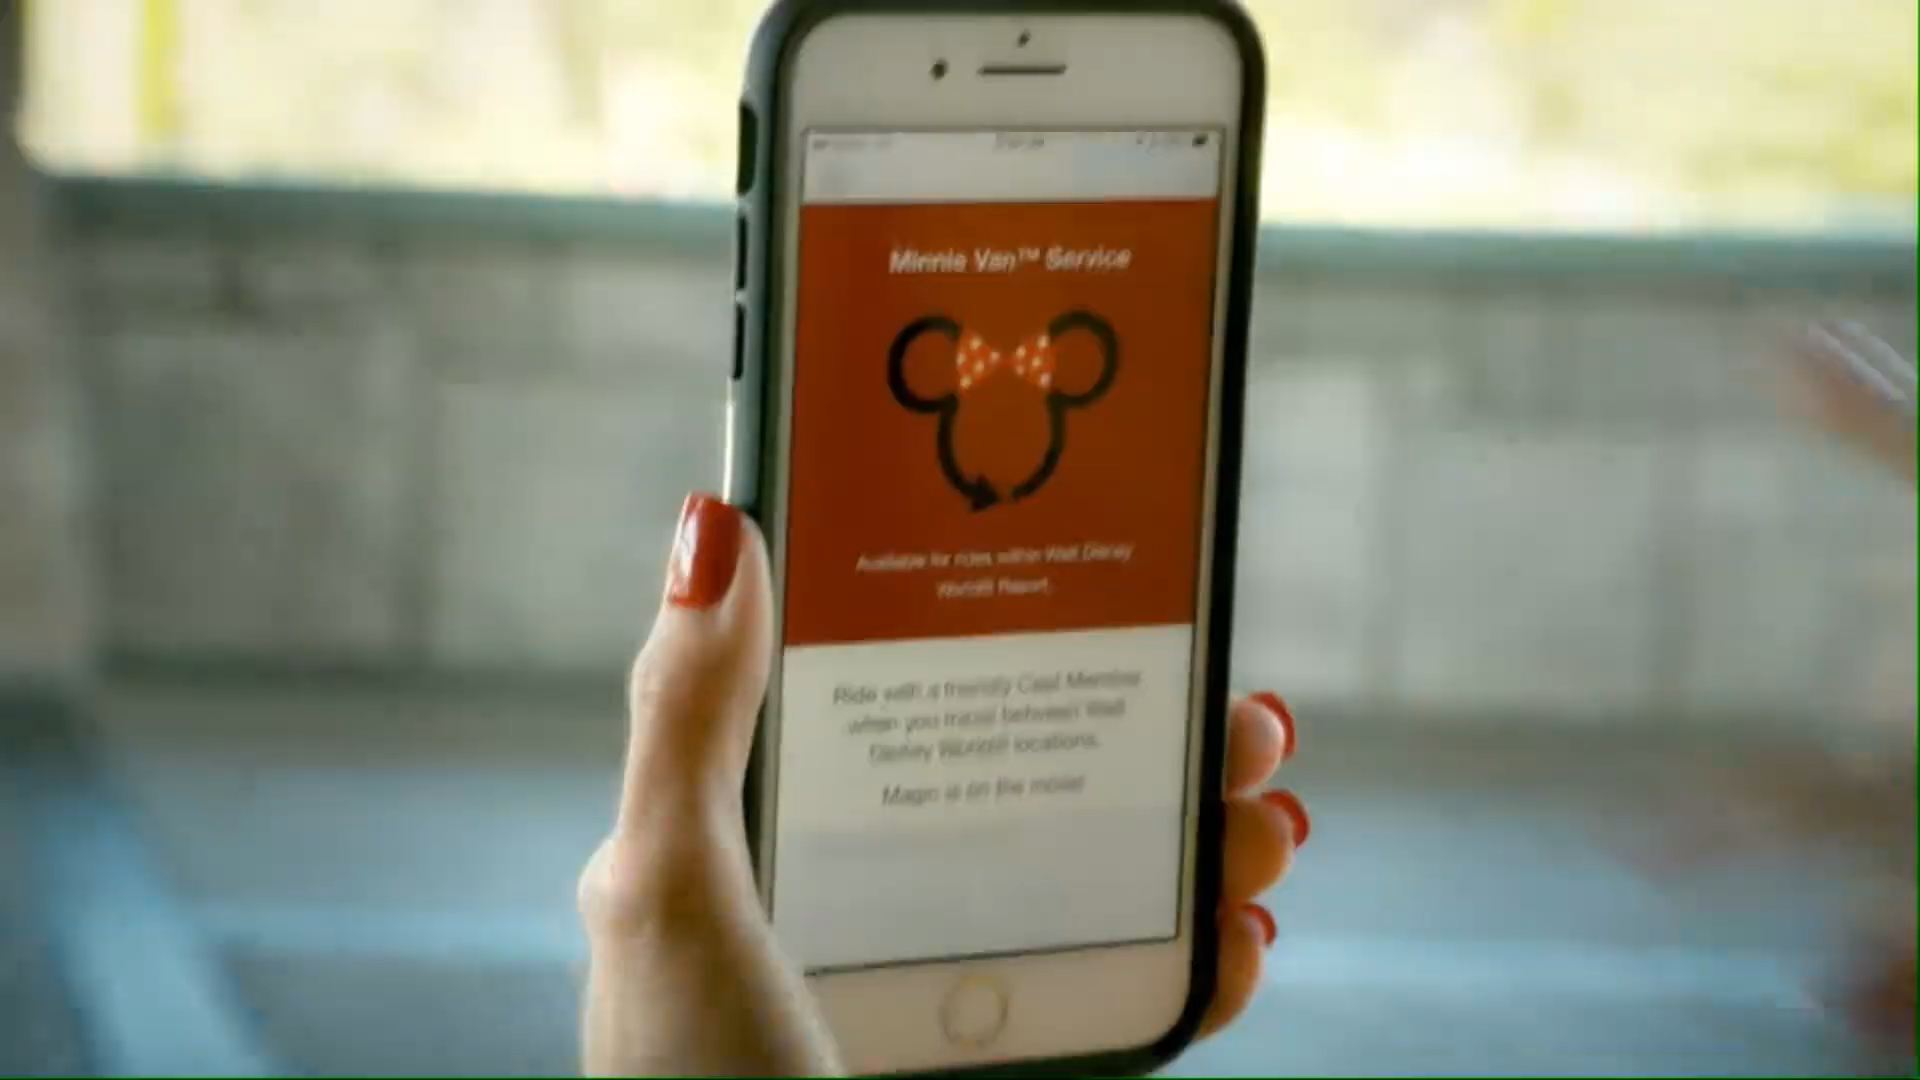 Minnie Van™ Service
Available for rides within Walt Disney
World® Resort.
Ride with a friendly Cast Member
when you travel between Walt
Disney World® locations.
Magic is on the move!